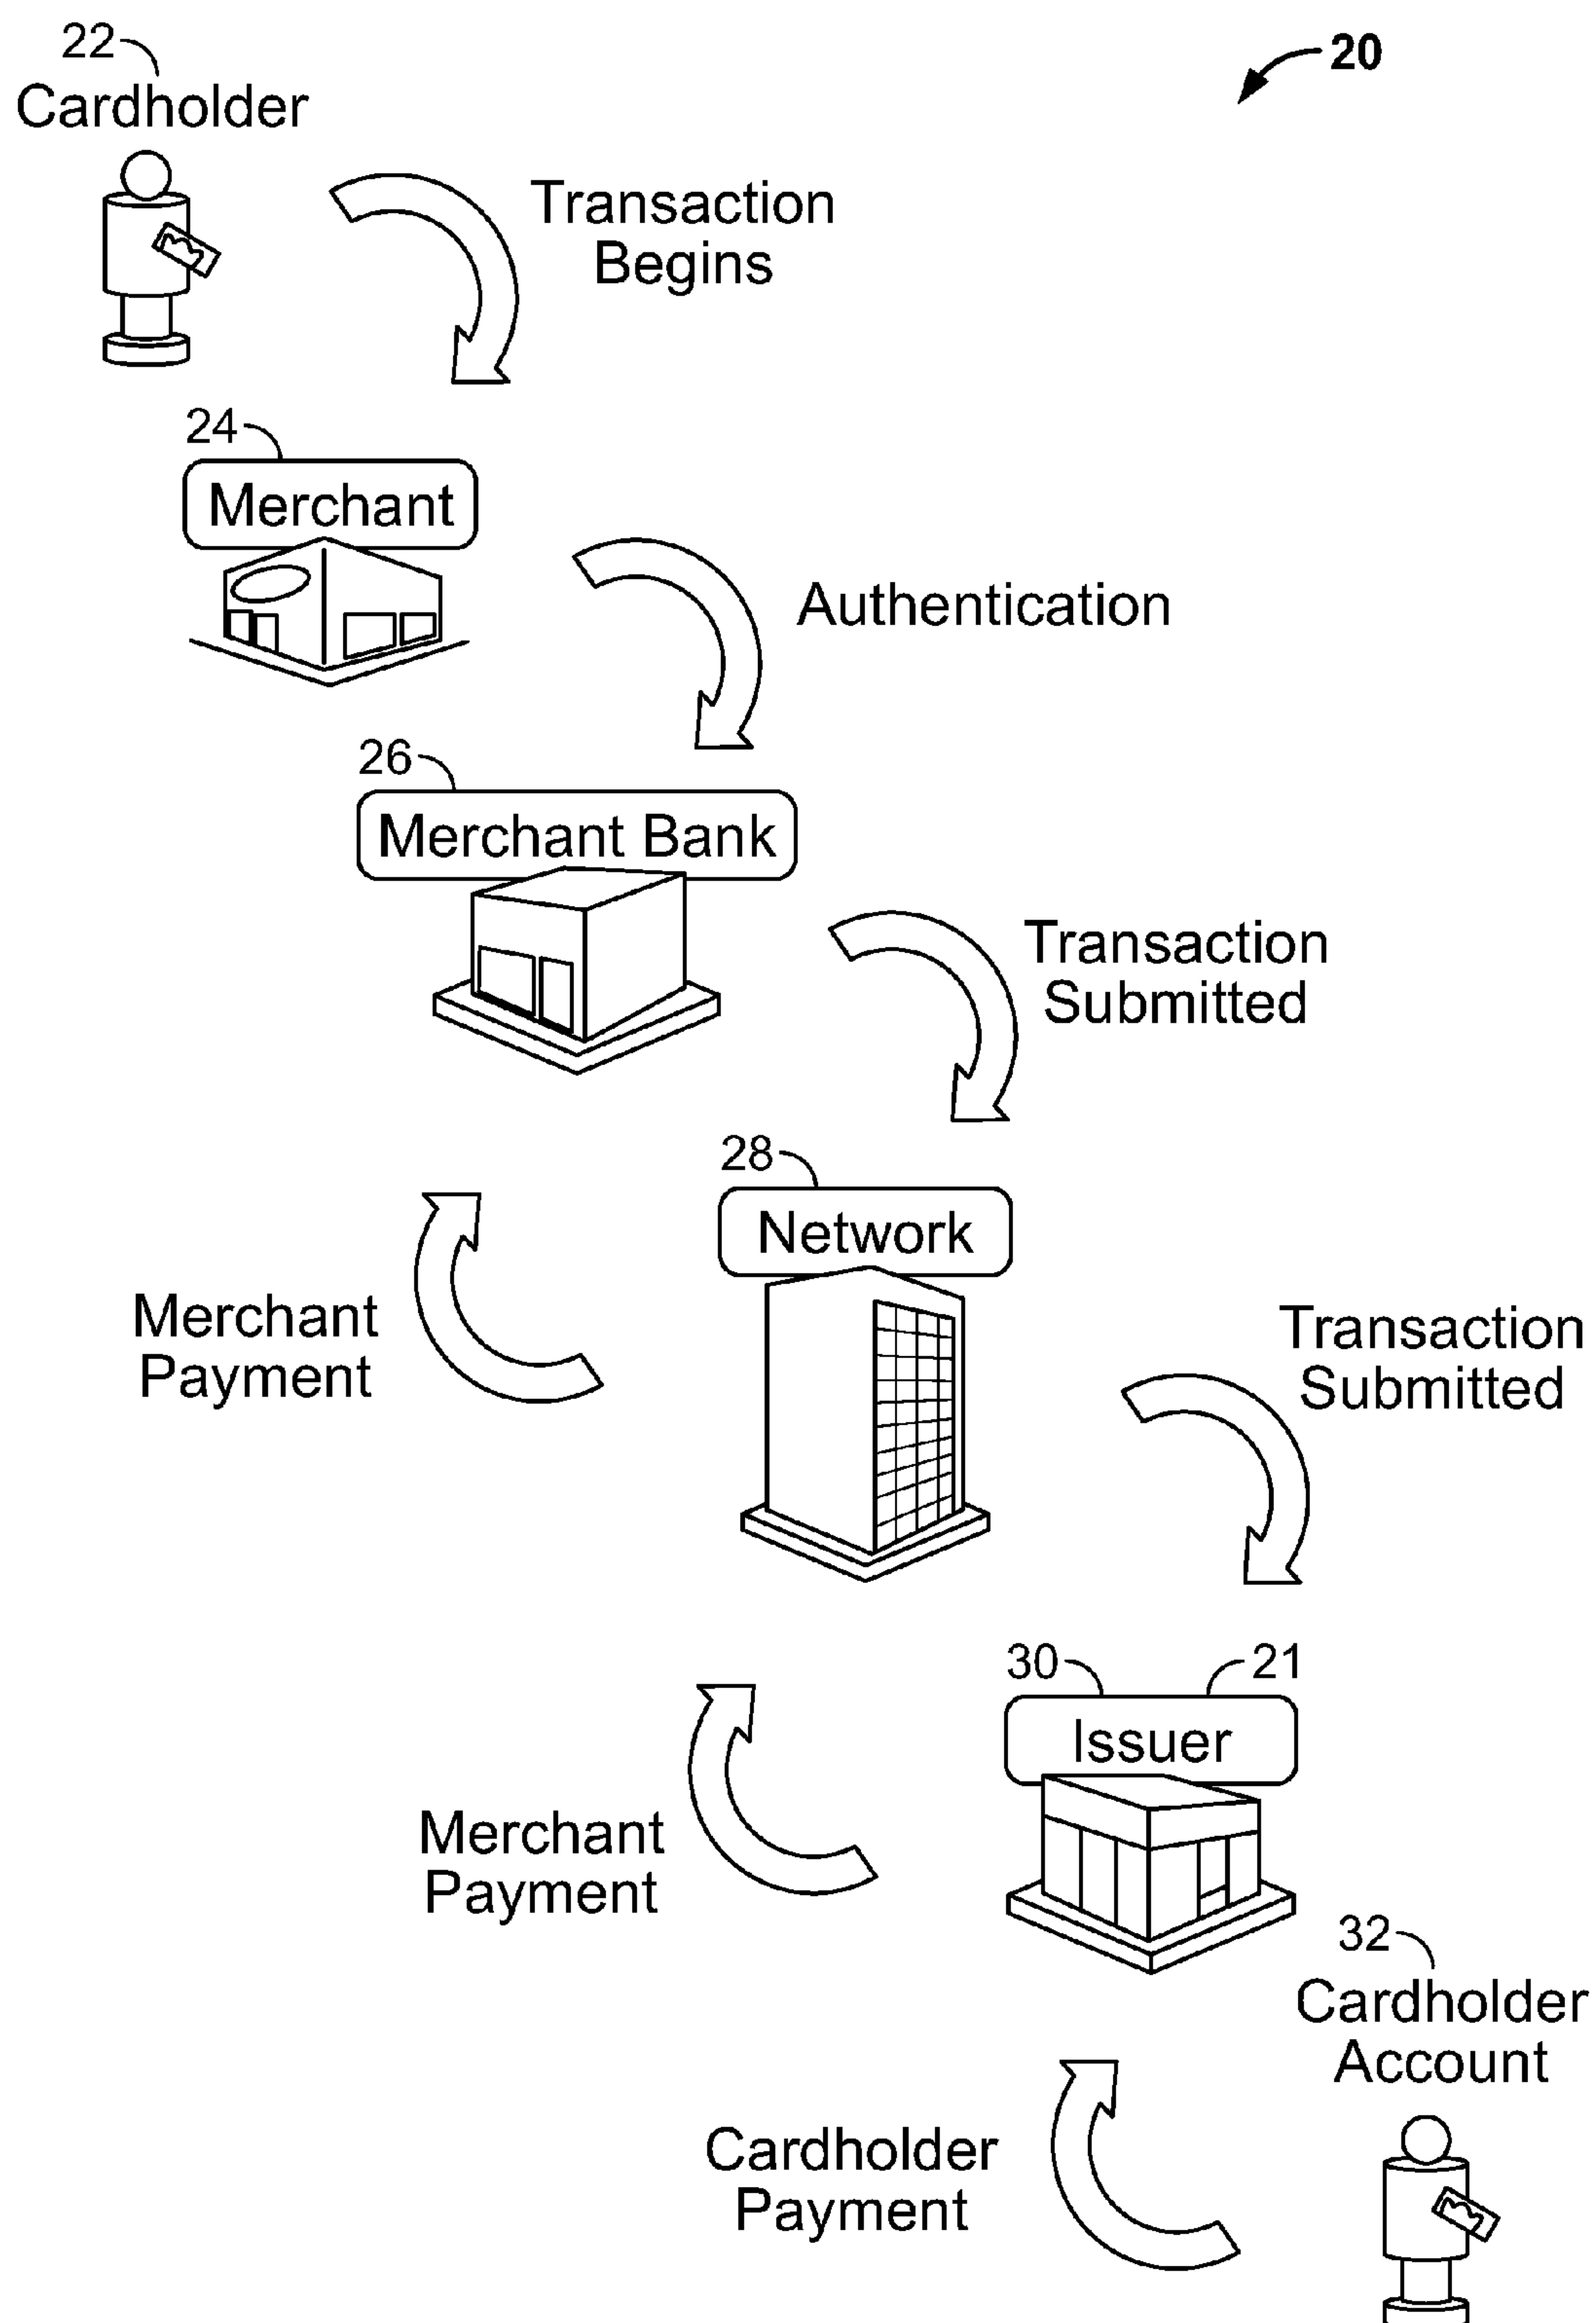 22
20
Cardholder
Transaction
Begins
24
Merchant
Authentication
26
Merchant Bank
Transaction
Submitted
28
Network
Merchant
Payment
Transaction
Submitted
30
21
Issuer
Merchant
Payment
32
Cardholder
Account
Cardholder
Payment